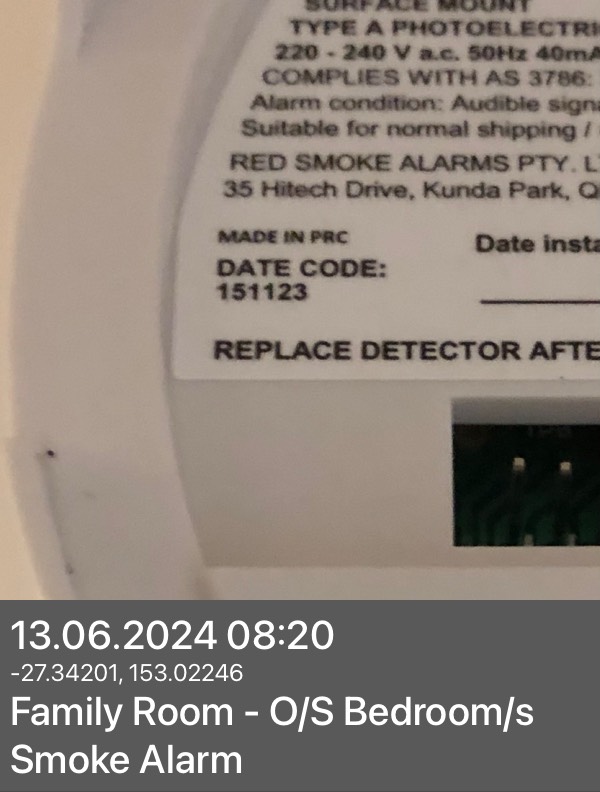 SURFACE MOUNT
TYPE A PHOTOELECTRI
220 - 240 V a.c. 50Hz 40mA
COMPLIES WITH AS 3786:
Alarm condition: Audible signa
Suitable for normal shipping /
RED SMOKE ALARMS PTY. L
35 Hitech Drive, Kunda Park, Q
MADE IN PRC
Date insta
DATE CODE:
151123
REPLACE DETECTOR AFTE
13.06.2024 08:20
-27.34201, 153.02246
Family Room - O/S Bedroom/s
Smoke Alarm